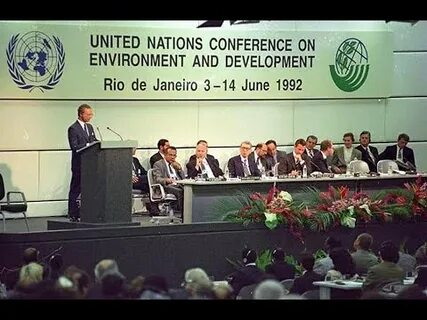 UNITED NATIONS CONFERENCE ON
ENVIRONMENT AND DEVELOPMENT
Rio de Janeiro 3-14 June 1992